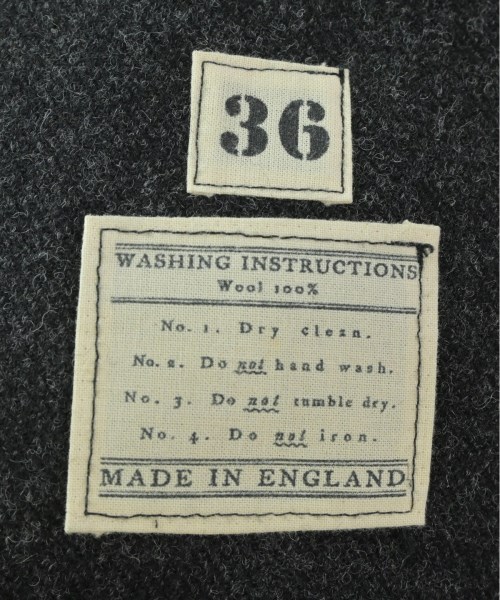 36
WASHING INSTRUCTIONS
Wool 100%
No. 1. Dry clean.
No. 2. Do not hand wash.
No. 3. Do not tumble dry.
No. 4. Do not iron.
MADE IN ENGLAND